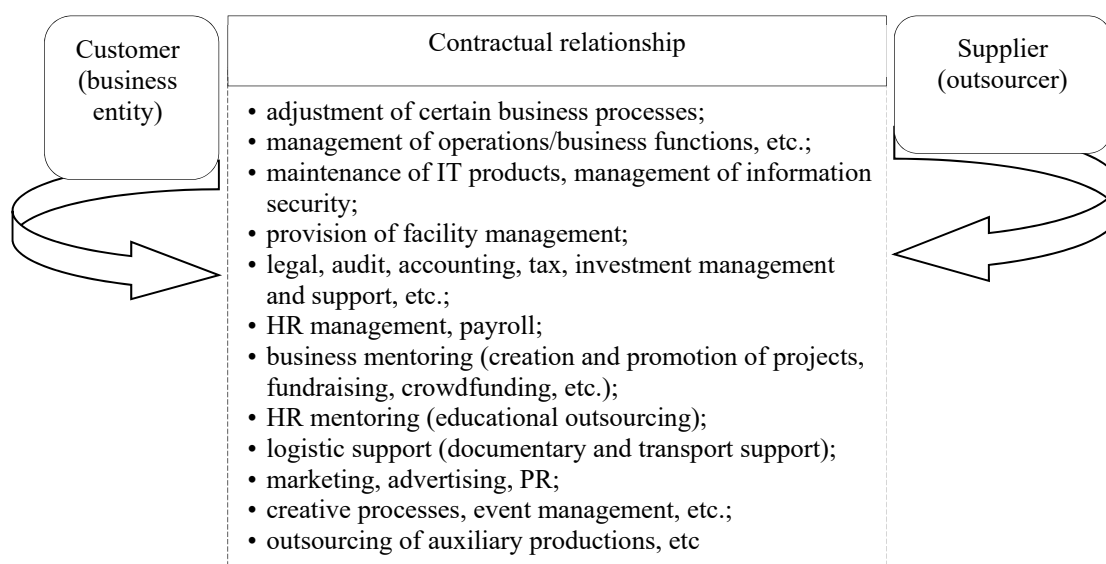 Customer
(business
entity)
Contractual relationship
Supplier
(outsourcer)
• adjustment of certain business processes;
• management of operations/business functions, etc.;
• maintenance of IT products, management of information
security;
• provision of facility management;
• legal, audit, accounting, tax, investment management
and support, etc.;
• HR management, payroll;
• business mentoring (creation and promotion of projects,
fundraising, crowdfunding, etc.);
• HR mentoring (educational outsourcing);
• logistic support (documentary and transport support);
• marketing, advertising, PR;
• creative processes, event management, etc.;
• outsourcing of auxiliary productions, etc